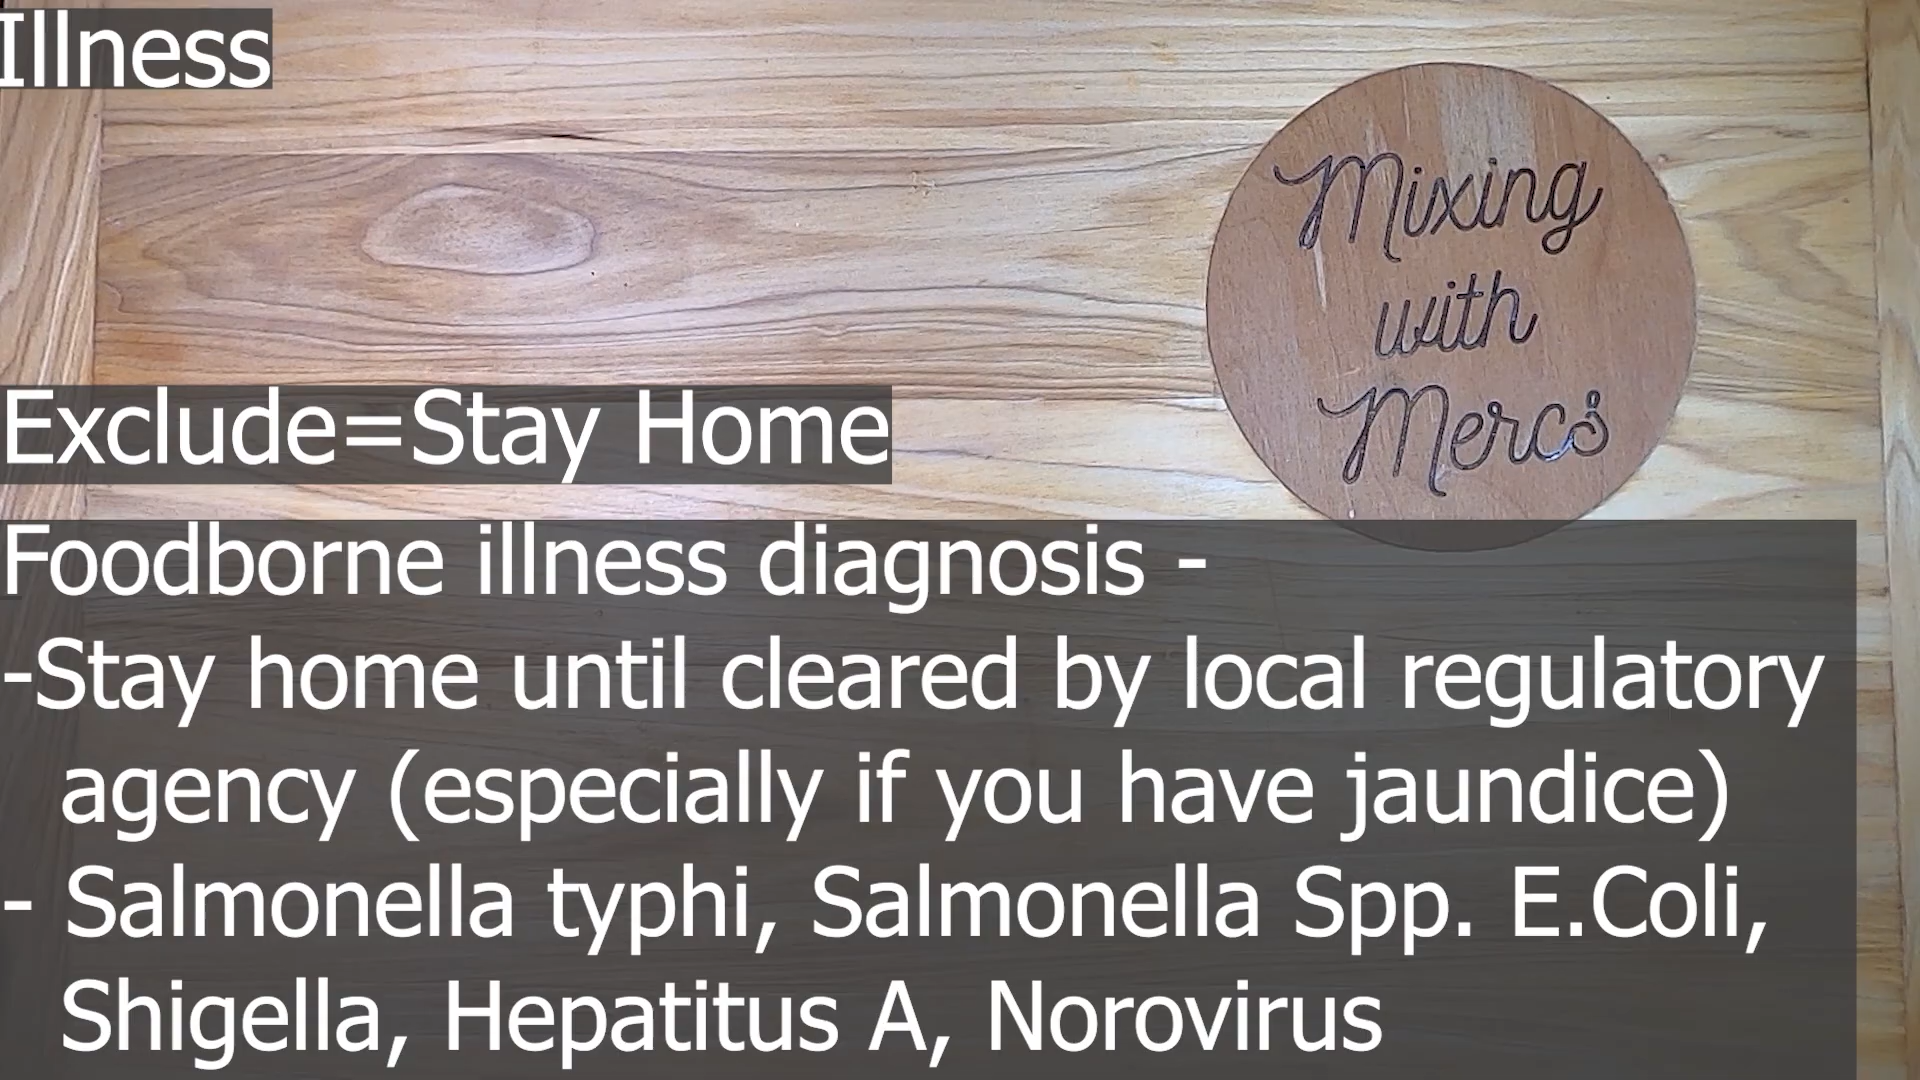 Illness
Mixing
with
Mercs
Exclude=Stay Home
Foodborne illness diagnosis -
-Stay home until cleared by local regulatory
agency (especially if you have jaundice)
- Salmonella typhi, Salmonella Spp. E.Coli,
Shigella, Hepatitus A, Norovirus